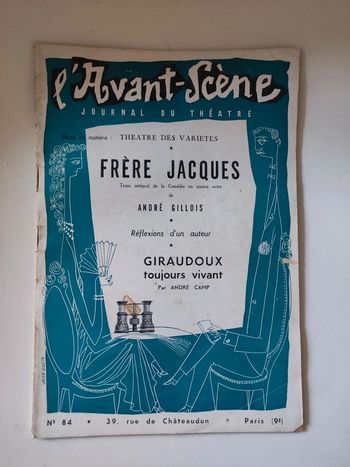 l'Avant-Scène
JOURNAL DU THÉATRE
Dans ce numéro : THEATRE DES VARIETES
FRÈRE JACQUES
Texte intégral de la Comédie en quatre actes
de
ANDRÉ GILLOIS
Réflexions d'un auteur
GIRAUDOUX
toujours vivant
Par ANDRÉ CAMP
N° 84 * 39, rue de Châteaudun * Paris (9e)